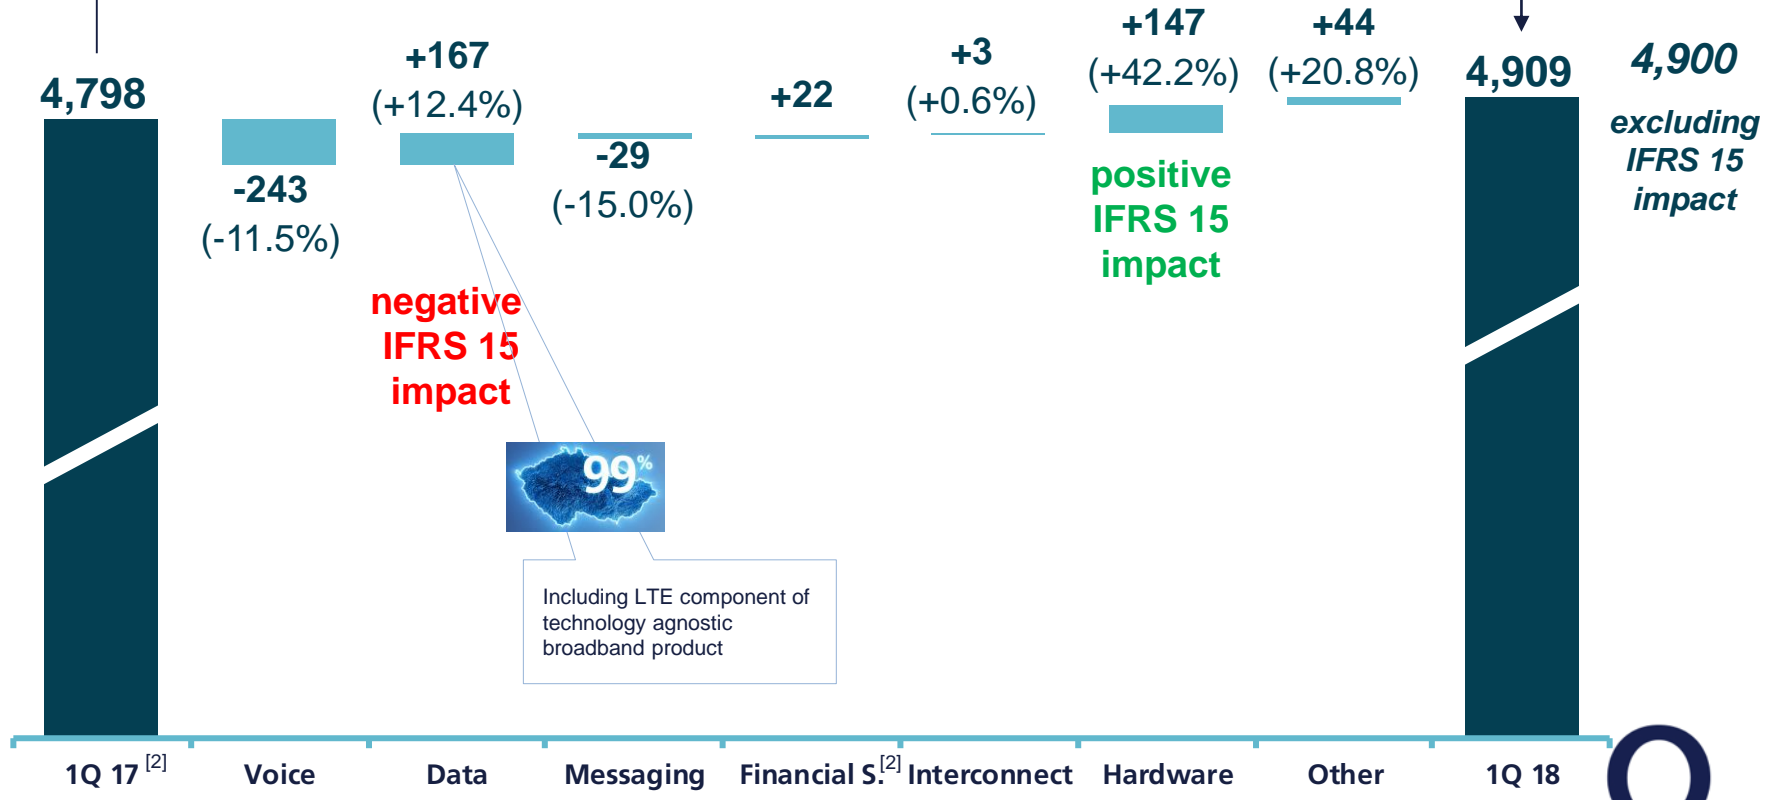 4,798
-243
(-11.5%)
+167
(+12.4%)
-29
(-15.0%)
+22
+3
(+0.6%)
+147
(+42.2%)
+44
(+20.8%)
4,909
4,900
excluding
IFRS 15
impact
positive
IFRS 15
impact
negative
IFRS 15
impact
99%
Including LTE component of
technology agnostic
broadband product
1Q 17 [2]
Voice
Data
Messaging
Financial S.[2]
Interconnect
Hardware
Other
1Q 18